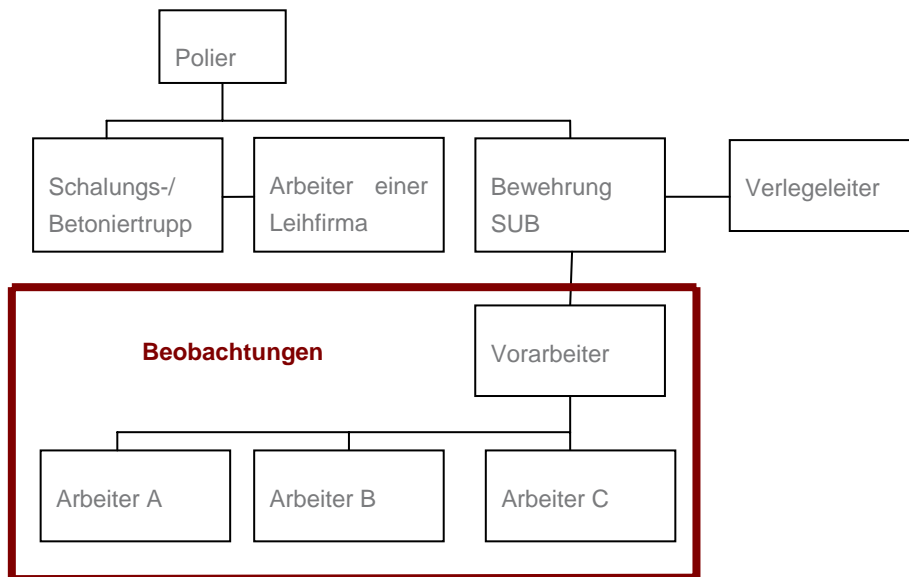 Polier
Schalungs-/
Betoniertrupp
Arbeiter einer
Leihfirma
Bewehrung
SUB
Verlegeleiter
Beobachtungen
Vorarbeiter
Arbeiter A
Arbeiter B
Arbeiter C